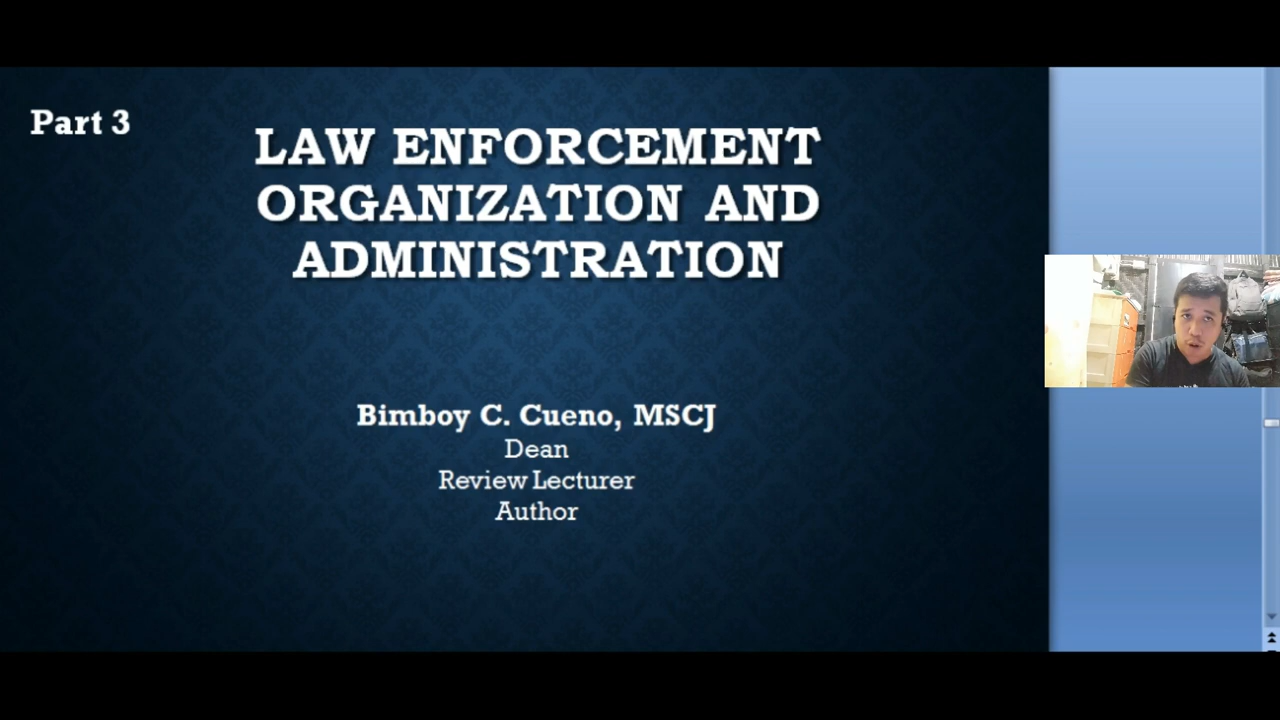 Part 3
LAW ENFORCEMENT
ORGANIZATION AND
ADMINISTRATION
Bimboy C. Cueno, MSCJ
Dean
Review Lecturer
Author